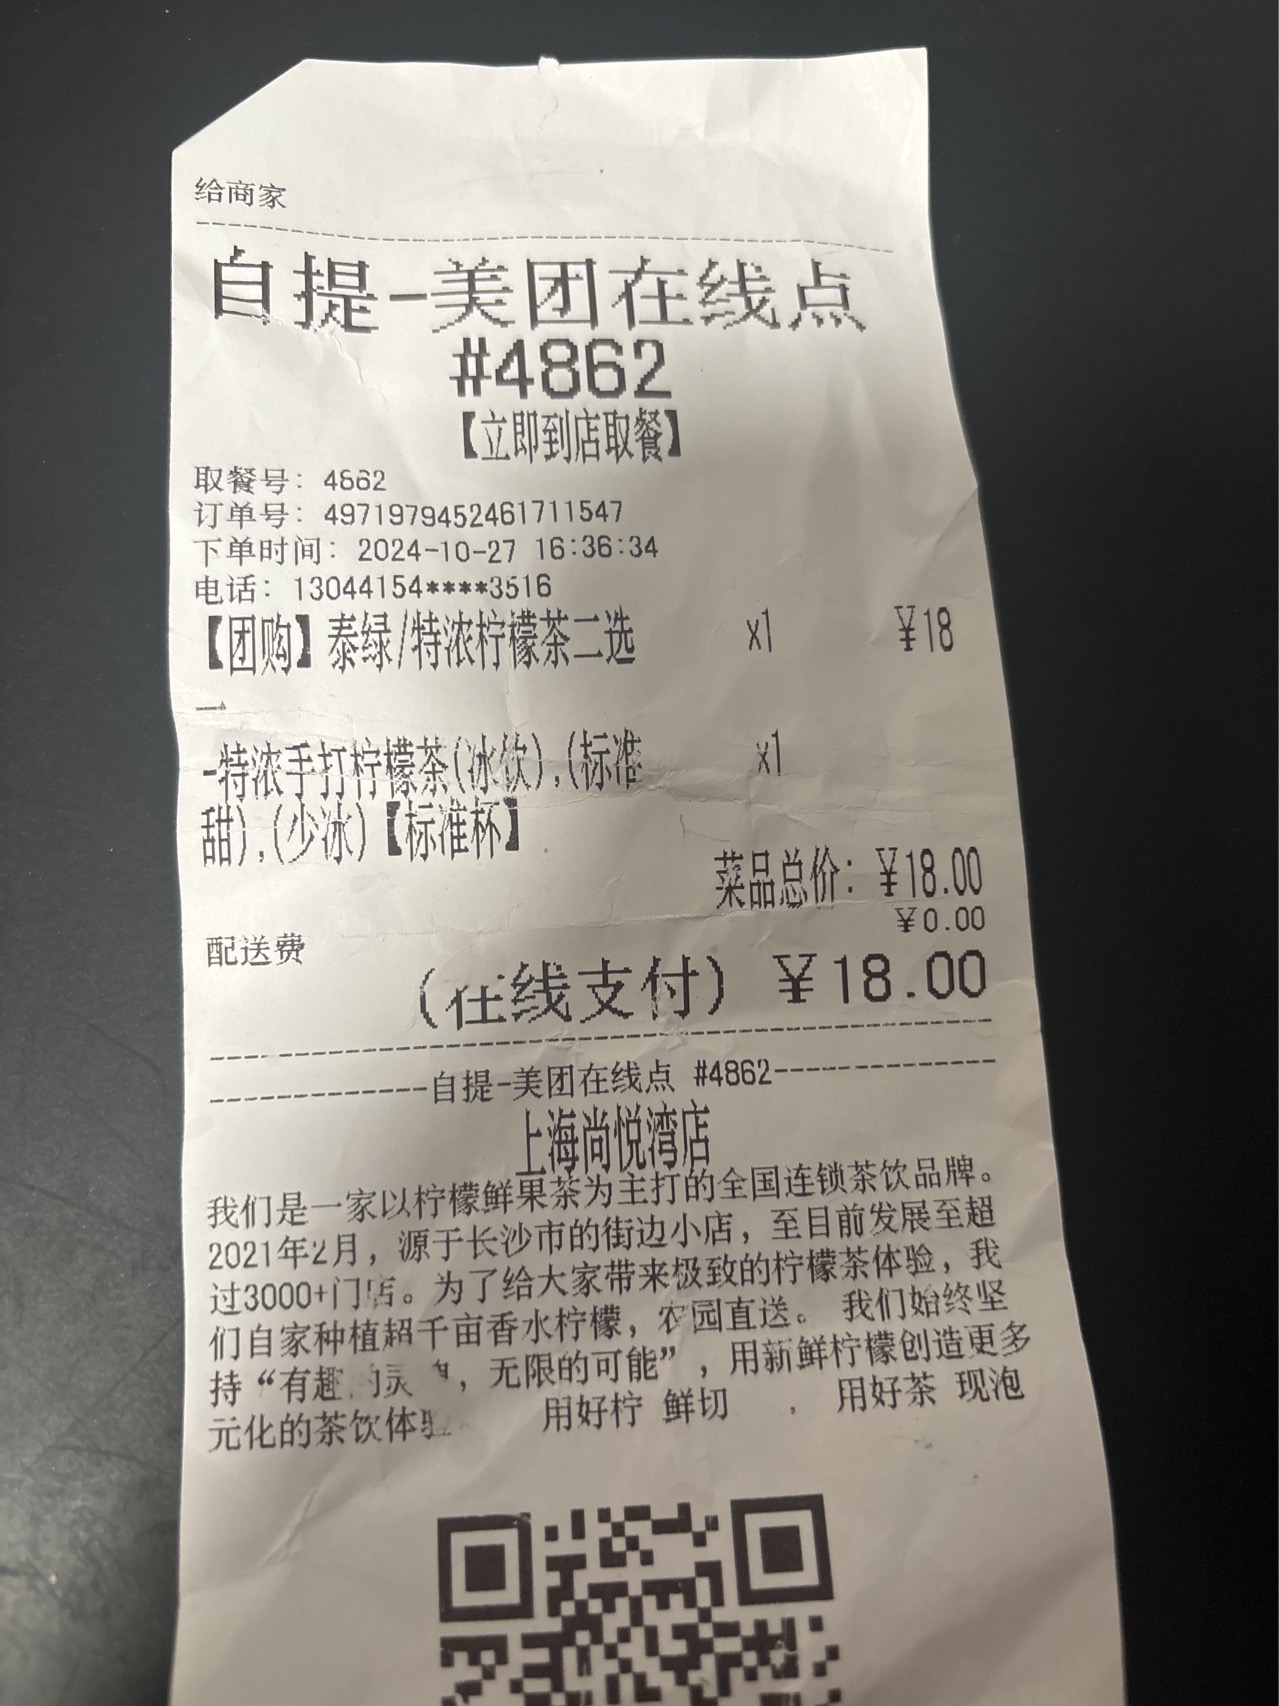 给商家
自提-美团在线点
#4862
【立即到店取餐】
取餐号: 4862
订单号: 4971979452461711547
下单时间: 2024-10-27 16:36:34
电话: 13044154****3516
【团购】泰绿/特浓柠檬茶二选 x1 ¥18
一
-特浓手打柠檬茶(冰饮),(标准 x1
甜),(少冰)【标准杯】
菜品总价: ¥18.00
配送费 ¥0.00
(在线支付) ¥18.00
自提-美团在线点 #4862
上海尚悦湾店
我们是一家以柠檬鲜果茶为主打的全国连锁茶饮品牌。
2021年2月，源于长沙市的街边小店，至目前发展至超
过3000+门店。为了给大家带来极致的柠檬茶体验，我
们自家种植超千亩香水柠檬，农园直送。 我们始终坚
持“有趣的灵魂，无限的可能”，用新鲜柠檬创造更多
元化的茶饮体验 用好柠 鲜切 ， 用好茶 现泡